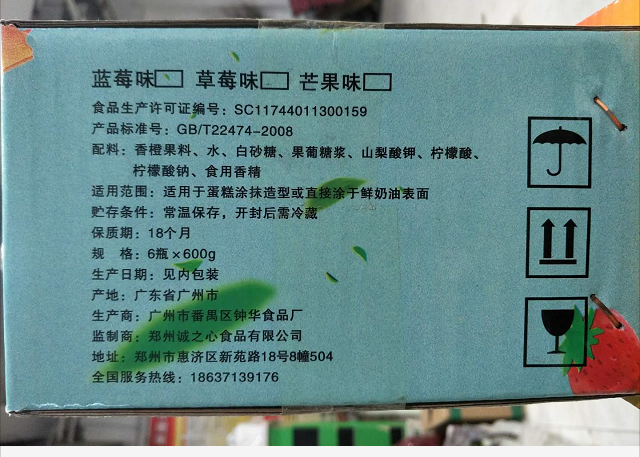 蓝莓味 草莓味 芒果味
食品生产许可证编号：SC11744011300159
产品标准号：GB/T22474-2008
配料：香橙果料、水、白砂糖、果葡糖浆、山梨酸钾、柠檬酸、
柠檬酸钠、食用香精
适用范围：适用于蛋糕涂抹造型或直接涂于鲜奶油表面
贮存条件：常温保存，开封后需冷藏
保质期：18个月
规 格：6瓶×600g
生产日期：见内包装
产地：广东省广州市
生产商：广州市番禺区钟华食品厂
监制商：郑州诚之心食品有限公司
地址：郑州市惠济区新苑路18号8幢504
全国服务热线：18637139176